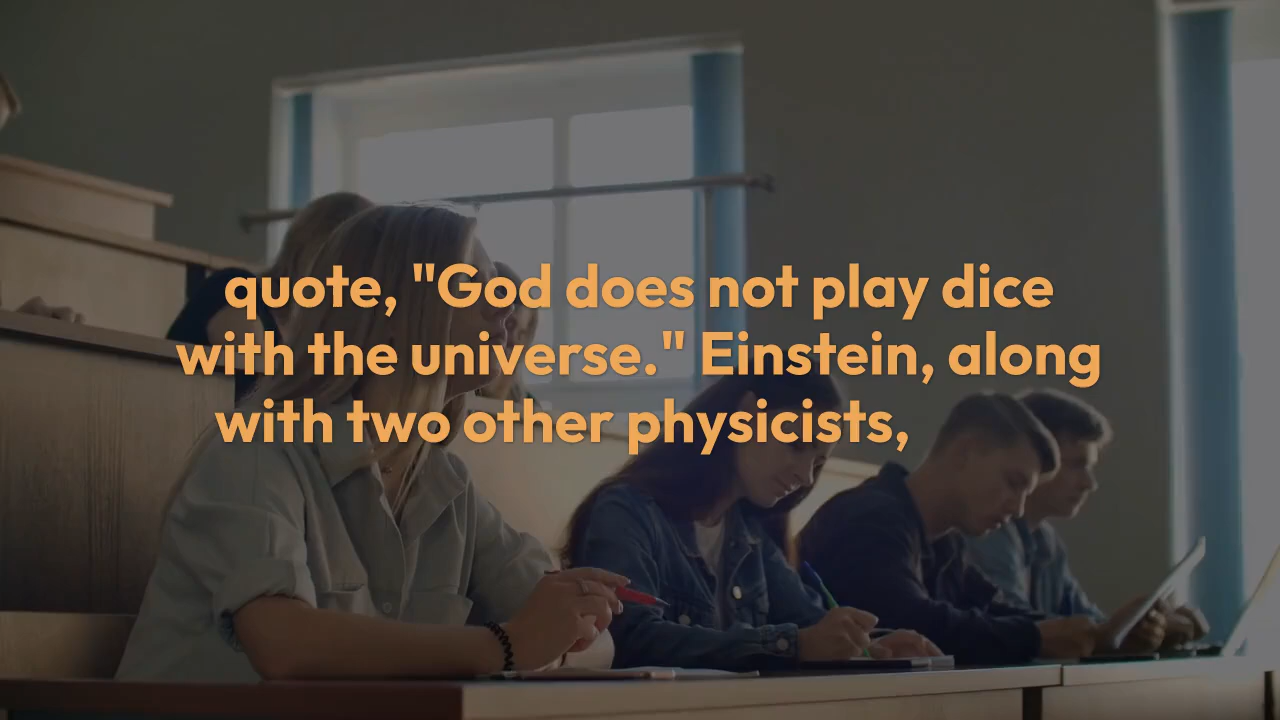 quote, "God does not play dice
with the universe." Einstein, along
with two other physicists,